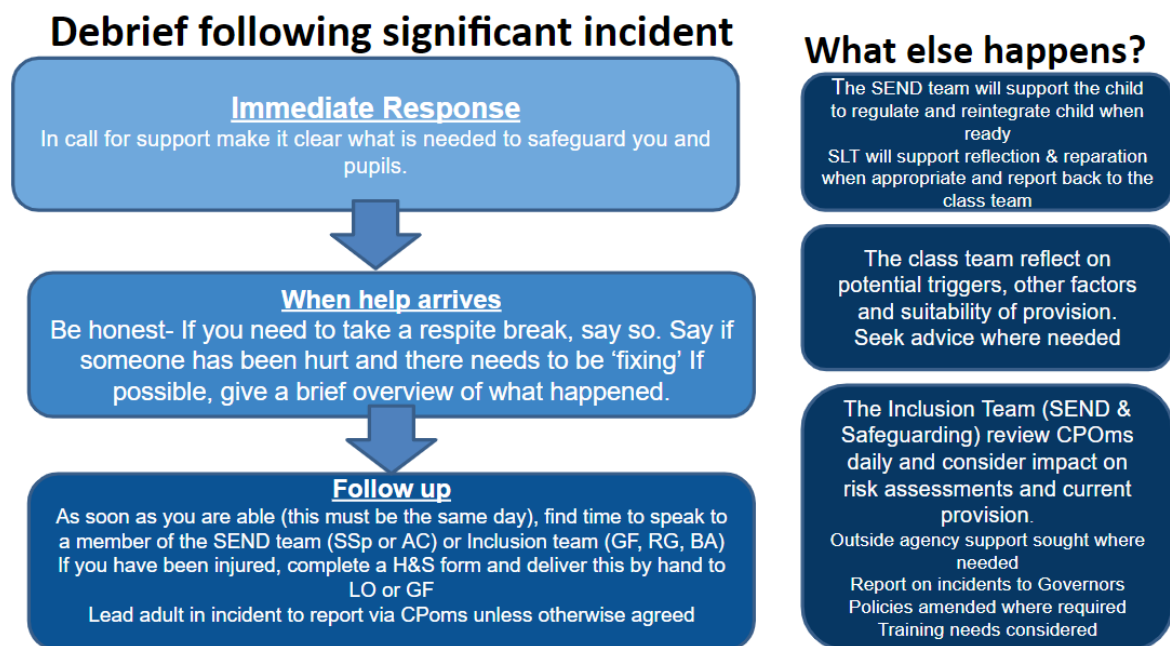 Debrief following significant incident
Immediate Response
In call for support make it clear what is needed to safeguard you and
pupils.
When help arrives
Be honest- If you need to take a respite break, say so. Say if
someone has been hurt and there needs to be ‘fixing’ If
possible, give a brief overview of what happened.
Follow up
As soon as you are able (this must be the same day), find time to speak to
a member of the SEND team (SSp or AC) or Inclusion team (GF, RG, BA)
If you have been injured, complete a H&S form and deliver this by hand to
LO or GF
Lead adult in incident to report via CPoms unless otherwise agreed
What else happens?
The SEND team will support the child
to regulate and reintegrate child when
ready
SLT will support reflection & reparation
when appropriate and report back to the
class team
The class team reflect on
potential triggers, other factors
and suitability of provision.
Seek advice where needed
The Inclusion Team (SEND &
Safeguarding) review CPOms
daily and consider impact on
risk assessments and current
provision.
Outside agency support sought where
needed
Report on incidents to Governors
Policies amended where required
Training needs considered